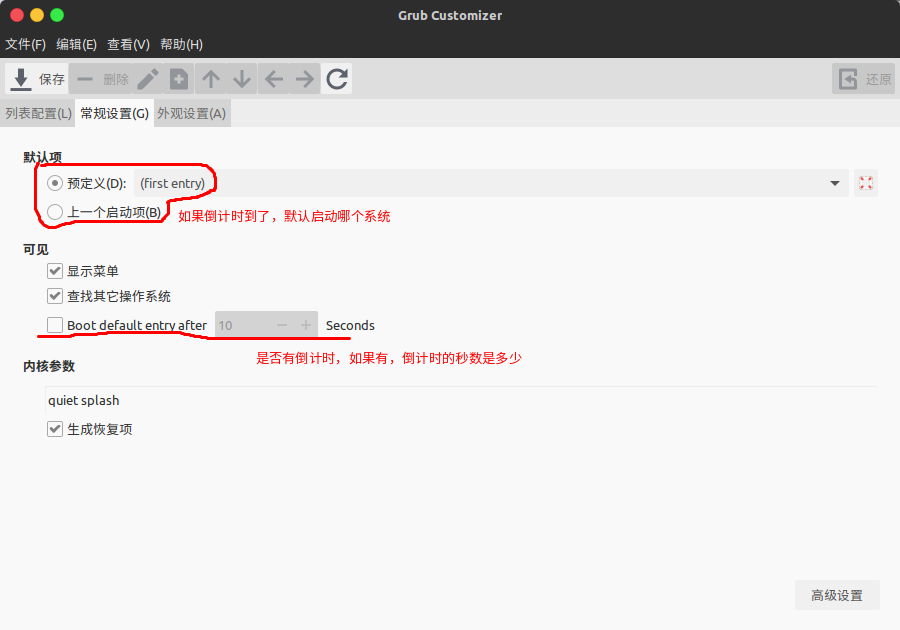 Grub Customizer
文件(F) 编辑(E) 查看(V) 帮助(H)
保存 删除 还原
列表配置(L) 常规设置(G) 外观设置(A)
默认项
预定义(D): (first entry)
上一个启动项(B)
如果倒计时到了，默认启动哪个系统
可见
显示菜单
查找其它操作系统
Boot default entry after 10 Seconds
是否有倒计时，如果有，倒计时的秒数是多少
内核参数
quiet splash
生成恢复项
高级设置